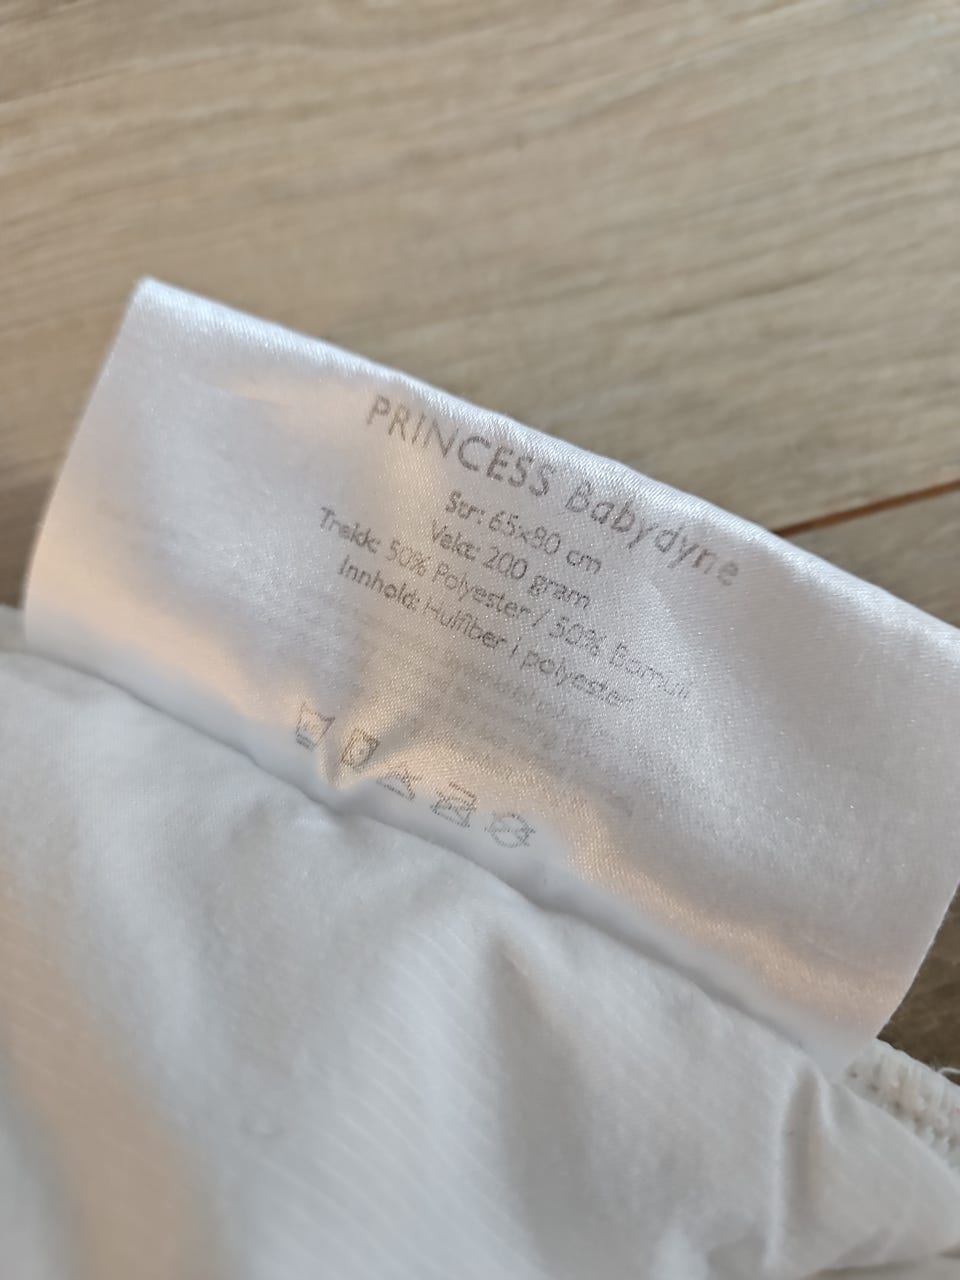 PRINCESS Babydyne
Str: 65x80 cm
Vekt: 200 gram
Trekk: 50% Polyester / 50% Bomull
Innhold: Hulfiber i polyester